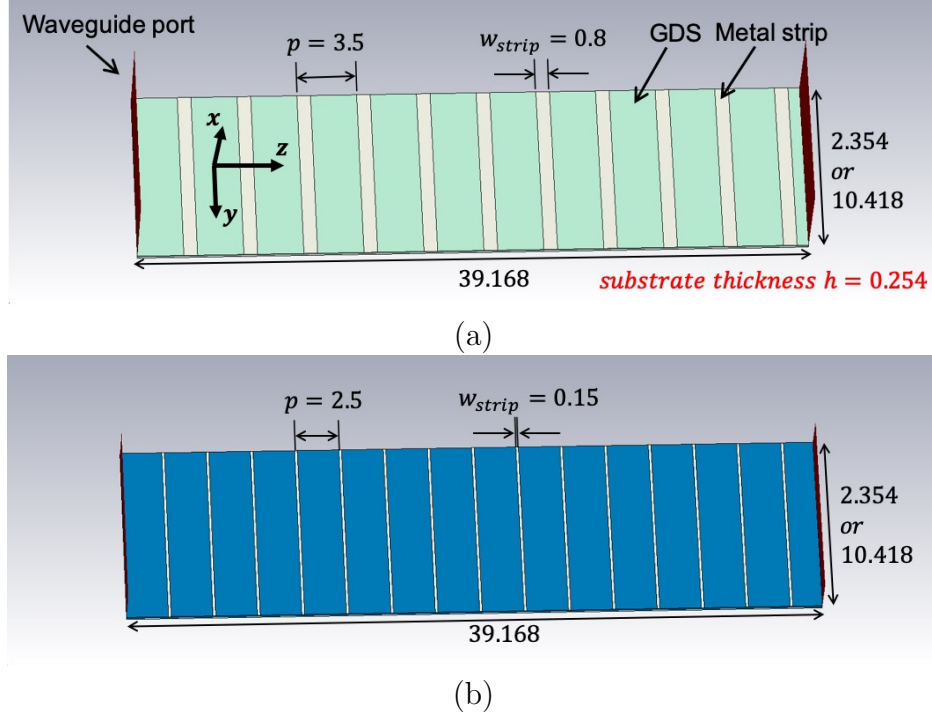 Waveguide port
p = 3.5
w_strip = 0.8
GDS
Metal strip
x
z
y
2.354
or
10.418
39.168
substrate thickness h = 0.254
(a)
p = 2.5
w_strip = 0.15
2.354
or
10.418
39.168
(b)